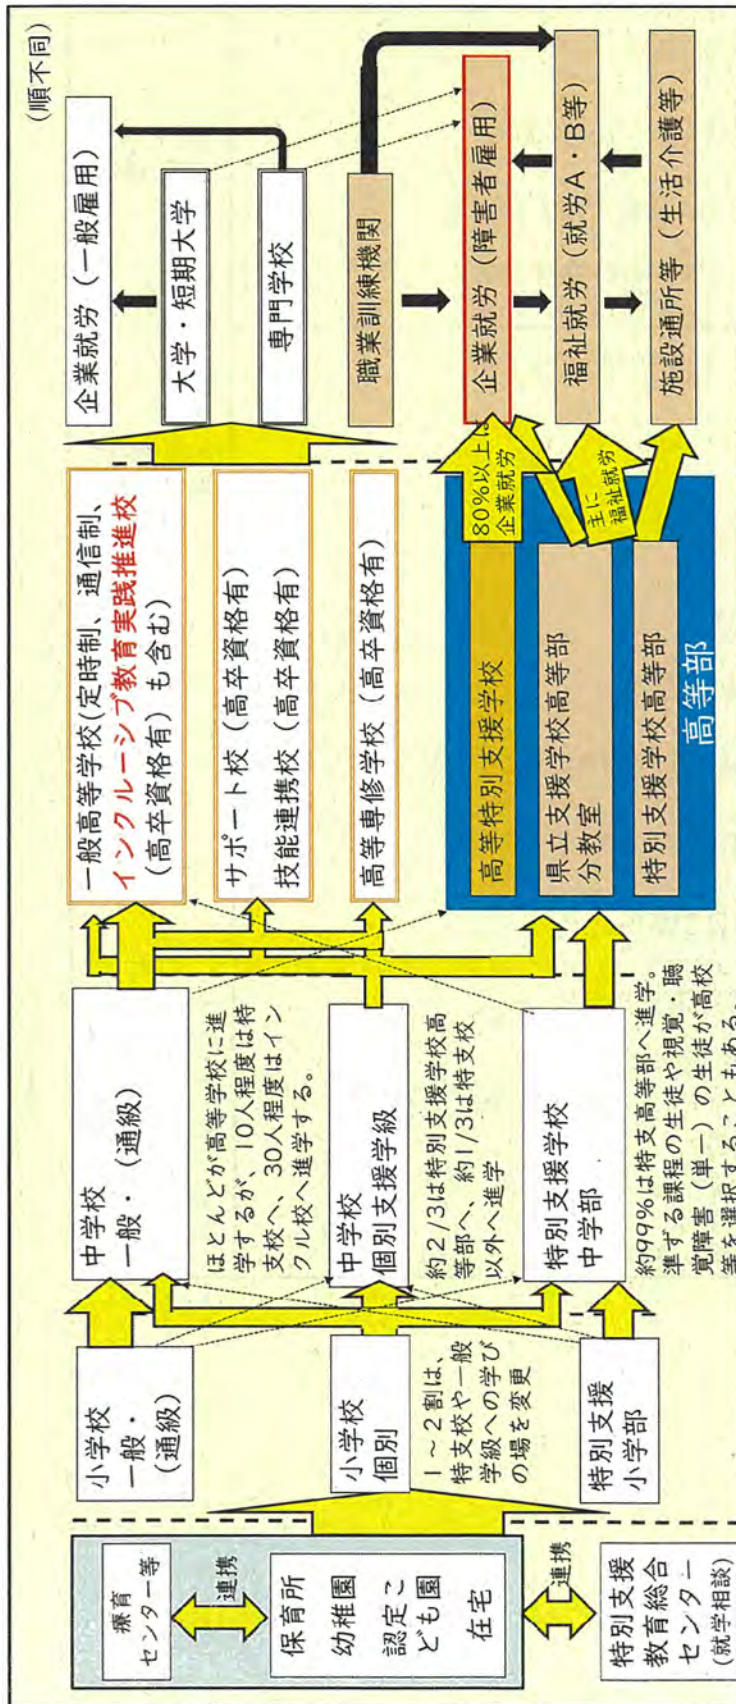 (順不同)
療育
センター等
連携
保育所
幼稚園
認定こ
ども園
在宅
連携
特別支援
教育総合
センター
(就学相談)
小学校
一般・
(通級)
小学校
個別
1~2割は、
特支校や一般
学級への学び
の場を変更
特別支援
小学部
中学校
一般・(通級)
ほとんどが高等学校に進
学するが、10人程度は特
支校へ、30人程度はイン
クル校へ進学する。
中学校
個別支援学級
約2/3は特別支援学校高
等部へ、約1/3は特支校
以外へ進学
特別支援学校
中学部
約99%は特支高等部へ進学。
準ずる課程の生徒や視覚・聴
覚障害(単一)の生徒が高校
等を選択することもある。
一般高等学校(定時制、通信制、
インクルーシブ教育実践推進校
(高卒資格有)も含む)
サポート校(高卒資格有)
技能連携校(高卒資格有)
高等専修学校(高卒資格有)
高等特別支援学校
県立支援学校高等部
分教室
特別支援学校高等部
高等部
80%以上は
企業就労
主に
福祉就労
企業就労(一般雇用)
大学・短期大学
専門学校
職業訓練機関
企業就労(障害者雇用)
福祉就労(就労A・B等)
施設通所等(生活介護等)